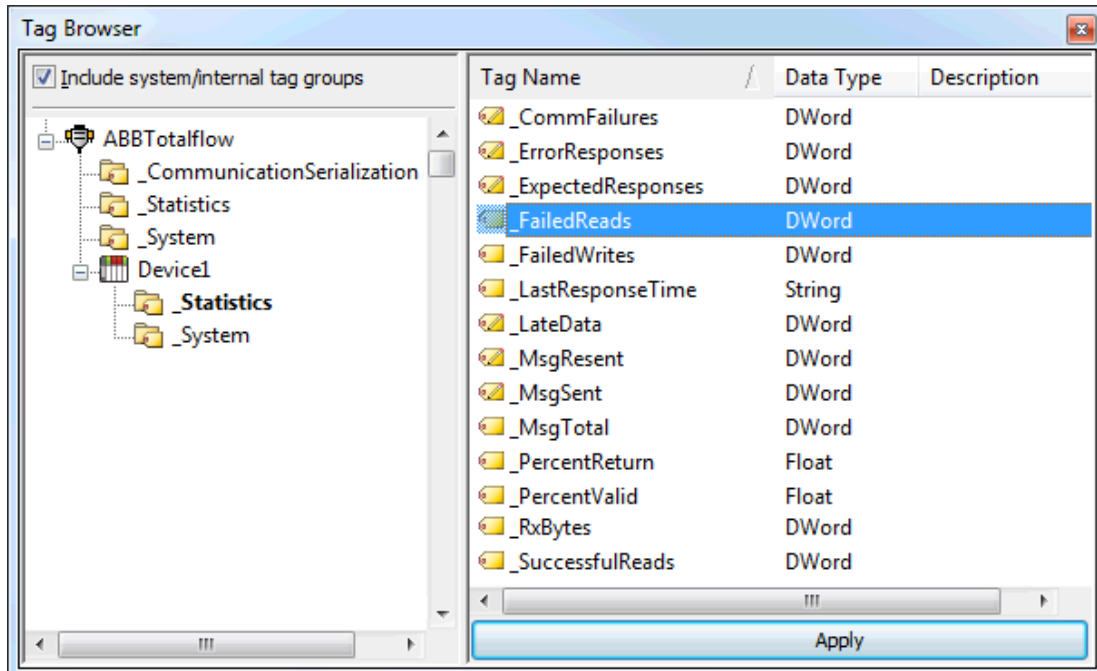 Tag Browser
Include system/internal tag groups
ABBTotalflow
_CommunicationSerialization
_Statistics
_System
Device1
_Statistics
_System
Tag Name Data Type Description
_CommFailures DWord
_ErrorResponses DWord
_ExpectedResponses DWord
_FailedReads DWord
_FailedWrites DWord
_LastResponseTime String
_LateData DWord
_MsgResent DWord
_MsgSent DWord
_MsgTotal DWord
_PercentReturn Float
_PercentValid Float
_RxBytes DWord
_SuccessfulReads DWord
Apply